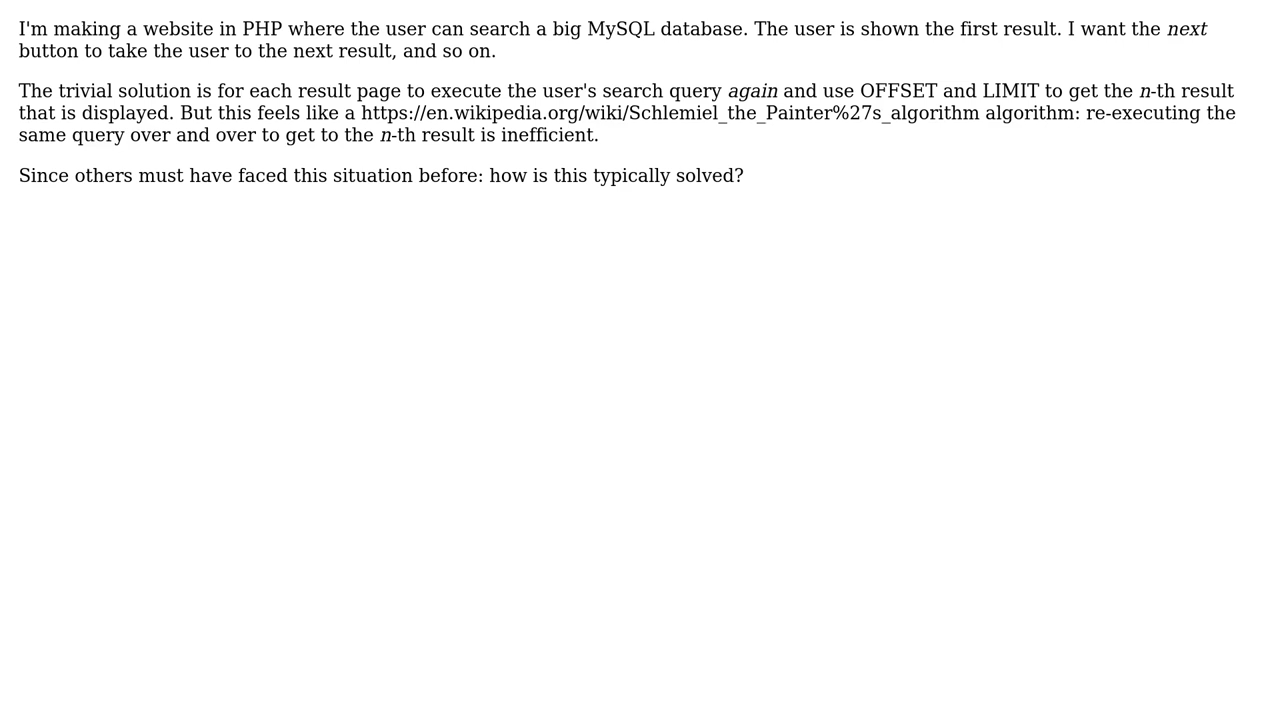 I'm making a website in PHP where the user can search a big MySQL database. The user is shown the first result. I want the next
button to take the user to the next result, and so on.
The trivial solution is for each result page to execute the user's search query again and use OFFSET and LIMIT to get the n-th result
that is displayed. But this feels like a https://en.wikipedia.org/wiki/Schlemiel_the_Painter%27s_algorithm algorithm: re-executing the
same query over and over to get to the n-th result is inefficient.
Since others must have faced this situation before: how is this typically solved?